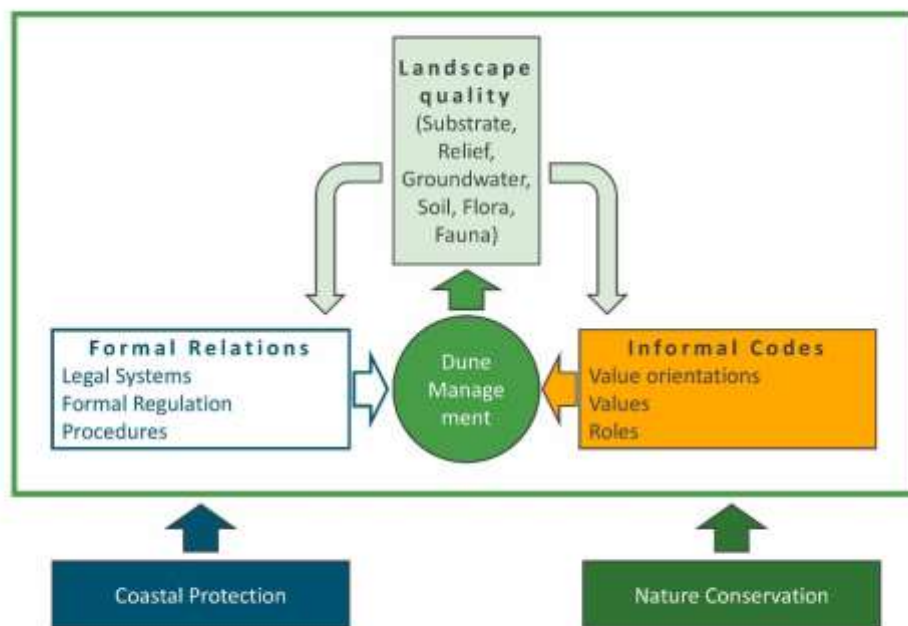 Landscape
quality
(Substrate,
Relief,
Groundwater,
Soil, Flora,
Fauna)
Formal Relations
Legal Systems
Formal Regulation
Procedures
Dune
Manage
ment
Informal Codes
Value orientations
Values
Roles
Coastal Protection
Nature Conservation